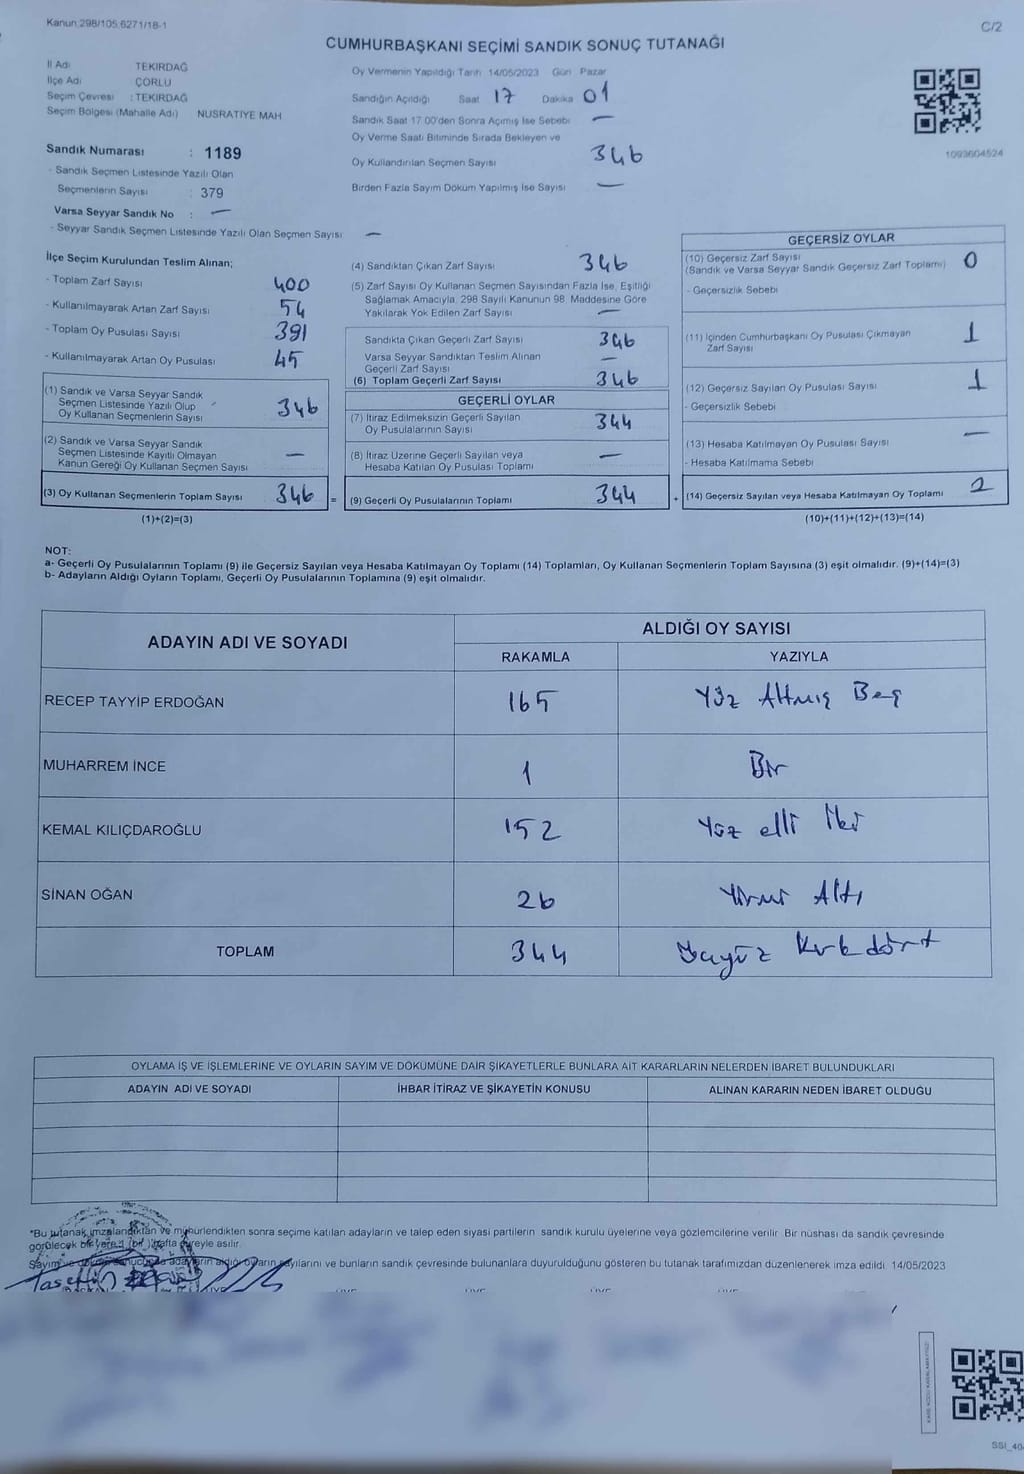 Kanun 298/105,6271/18-1
C/2
CUMHURBAŞKANI SEÇİMİ SANDIK SONUÇ TUTANAĞI
İl Adı TEKİRDAĞ
İlçe Adı ÇORLU
Seçim Çevresi : TEKİRDAĞ
Seçim Bölgesi (Mahalle Adı) NUSRATİYE MAH
Sandık Numarası : 1189
- Sandık Seçmen Listesinde Yazılı Olan
Seçmenlerin Sayısı : 379
Varsa Seyyar Sandık No : —
- Seyyar Sandık Seçmen Listesinde Yazılı Olan Seçmen Sayısı —
Oy Vermenin Yapıldığı Tarih 14/05/2023 Gün Pazar
Sandığın Açıldığı Saat 17 Dakika 01
Sandık Saat 17.00'den Sonra Açılmış İse Sebebi —
Oy Verme Saati Bitiminde Sırada Bekleyen ve
Oy Kullandırılan Seçmen Sayısı 346
Birden Fazla Sayım Döküm Yapılmış İse Sayısı —
1093604524
İlçe Seçim Kurulundan Teslim Alınan;
- Toplam Zarf Sayısı 400
- Kullanılmayarak Artan Zarf Sayısı 54
- Toplam Oy Pusulası Sayısı 391
- Kullanılmayarak Artan Oy Pusulası 45
(1) Sandık ve Varsa Seyyar Sandık
Seçmen Listesinde Yazılı Olup
Oy Kullanan Seçmenlerin Sayısı 346
(2) Sandık ve Varsa Seyyar Sandık
Seçmen Listesinde Kayıtlı Olmayan
Kanun Gereği Oy Kullanan Seçmen Sayısı —
(3) Oy Kullanan Seçmenlerin Toplam Sayısı 346 =
(1)+(2)=(3)
(4) Sandıktan Çıkan Zarf Sayısı 346
(5) Zarf Sayısı Oy Kullanan Seçmen Sayısından Fazla İse, Eşitliği
Sağlamak Amacıyla, 298 Sayılı Kanunun 98. Maddesine Göre
Yakılarak Yok Edilen Zarf Sayısı —
Sandıkta Çıkan Geçerli Zarf Sayısı 346
Varsa Seyyar Sandıktan Teslim Alınan
Geçerli Zarf Sayısı —
(6) Toplam Geçerli Zarf Sayısı 346
GEÇERLİ OYLAR
(7) İtiraz Edilmeksizin Geçerli Sayılan
Oy Pusulalarının Sayısı 344
(8) İtiraz Üzerine Geçerli Sayılan veya
Hesaba Katılan Oy Pusulası Toplamı —
(9) Geçerli Oy Pusulalarının Toplamı 344 +
GEÇERSİZ OYLAR
(10) Geçersiz Zarf Sayısı
(Sandık ve Varsa Seyyar Sandık Geçersiz Zarf Toplamı) 0
- Geçersizlik Sebebi
(11) İçinden Cumhurbaşkanı Oy Pusulası Çıkmayan
Zarf Sayısı 1
(12) Geçersiz Sayılan Oy Pusulası Sayısı 1
- Geçersizlik Sebebi
(13) Hesaba Katılmayan Oy Pusulası Sayısı —
- Hesaba Katılmama Sebebi
(14) Geçersiz Sayılan veya Hesaba Katılmayan Oy Toplamı 2
(10)+(11)+(12)+(13)=(14)
NOT:
a- Geçerli Oy Pusulalarının Toplamı (9) ile Geçersiz Sayılan veya Hesaba Katılmayan Oy Toplamı (14) Toplamları, Oy Kullanan Seçmenlerin Toplam Sayısına (3) eşit olmalıdır. (9)+(14)=(3)
b- Adayların Aldığı Oyların Toplamı, Geçerli Oy Pusulalarının Toplamına (9) eşit olmalıdır.
ADAYIN ADI VE SOYADI ALDIĞI OY SAYISI
RAKAMLA YAZIYLA
RECEP TAYYİP ERDOĞAN 165 Yüz Altmış Beş
MUHARREM İNCE 1 Bir
KEMAL KILIÇDAROĞLU 152 Yüz elli İki
SİNAN OĞAN 26 Yirmi Altı
TOPLAM 344 Üçyüz Kırkdört
OYLAMA İŞ VE İŞLEMLERİNE VE OYLARIN SAYIM VE DÖKÜMÜNE DAİR ŞİKAYETLERLE BUNLARA AİT KARARLARIN NELERDEN İBARET BULUNDUKLARI
ADAYIN ADI VE SOYADI İHBAR İTİRAZ VE ŞİKAYETİN KONUSU ALINAN KARARIN NEDEN İBARET OLDUĞU
*Bu tutanak imzalandıktan ve mühürlendikten sonra seçime katılan adayların ve talep eden siyasi partilerin sandık kurulu üyelerine veya gözlemcilerine verilir. Bir nüshası da sandık çevresinde
görülecek bir yere 1 (bir) hafta süreyle asılır.
Sayım ve döküm sonucunda adayların aldığı oyların sayılarını ve bunların sandık çevresinde bulunanlara duyurulduğunu gösteren bu tutanak tarafımızdan düzenlenerek imza edildi. 14/05/2023